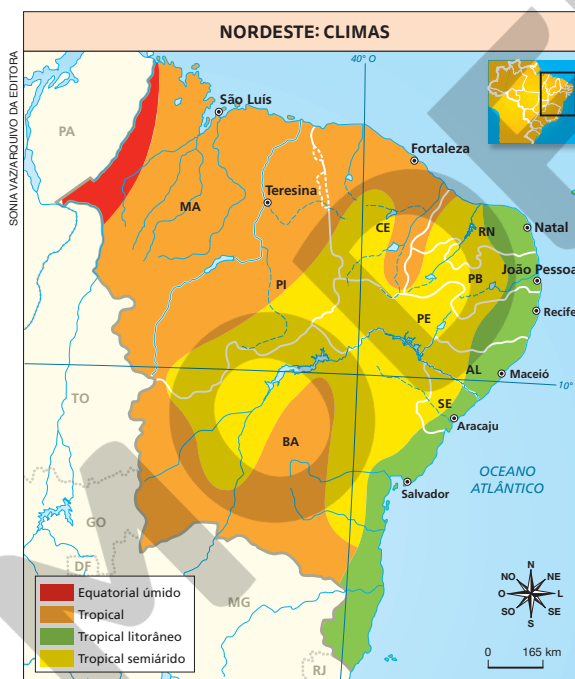 NORDESTE: CLIMAS
SONIA VAZ/ARQUIVO DA EDITORA
40° O
PA
São Luís
Fortaleza
Teresina
MA
CE
RN
Natal
João Pessoa
PB
PI
PE
Recife
AL
Maceió
10°
TO
SE
Aracaju
BA
Salvador
OCEANO
ATLÂNTICO
GO
DF
MG
RJ
Equatorial úmido
Tropical
Tropical litorâneo
Tropical semiárido
N
NO
NE
O
L
SO
SE
S
0
165 km